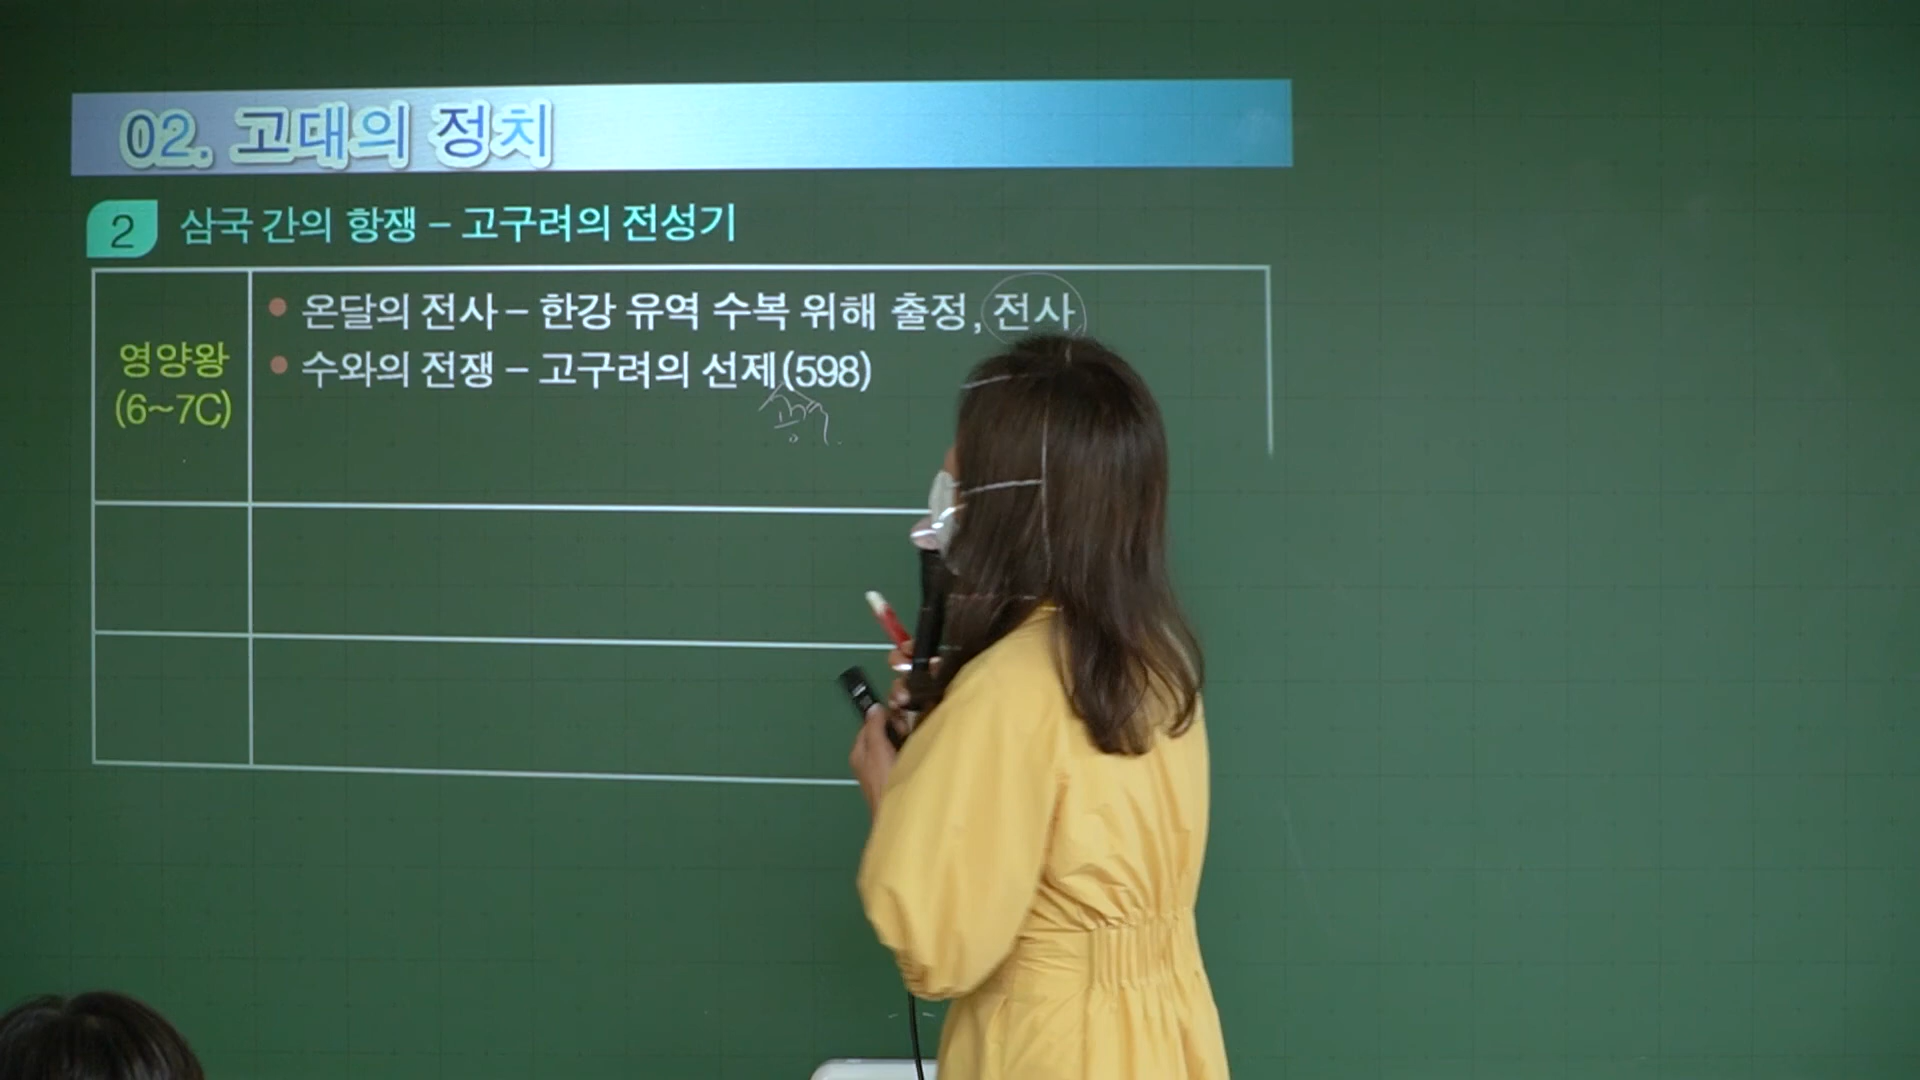 02. 고대의 정치
2 삼국 간의 항쟁 – 고구려의 전성기
영양왕
(6~7C)
• 온달의 전사 – 한강 유역 수복 위해 출정, 전사
• 수와의 전쟁 – 고구려의 선제(598)
공격